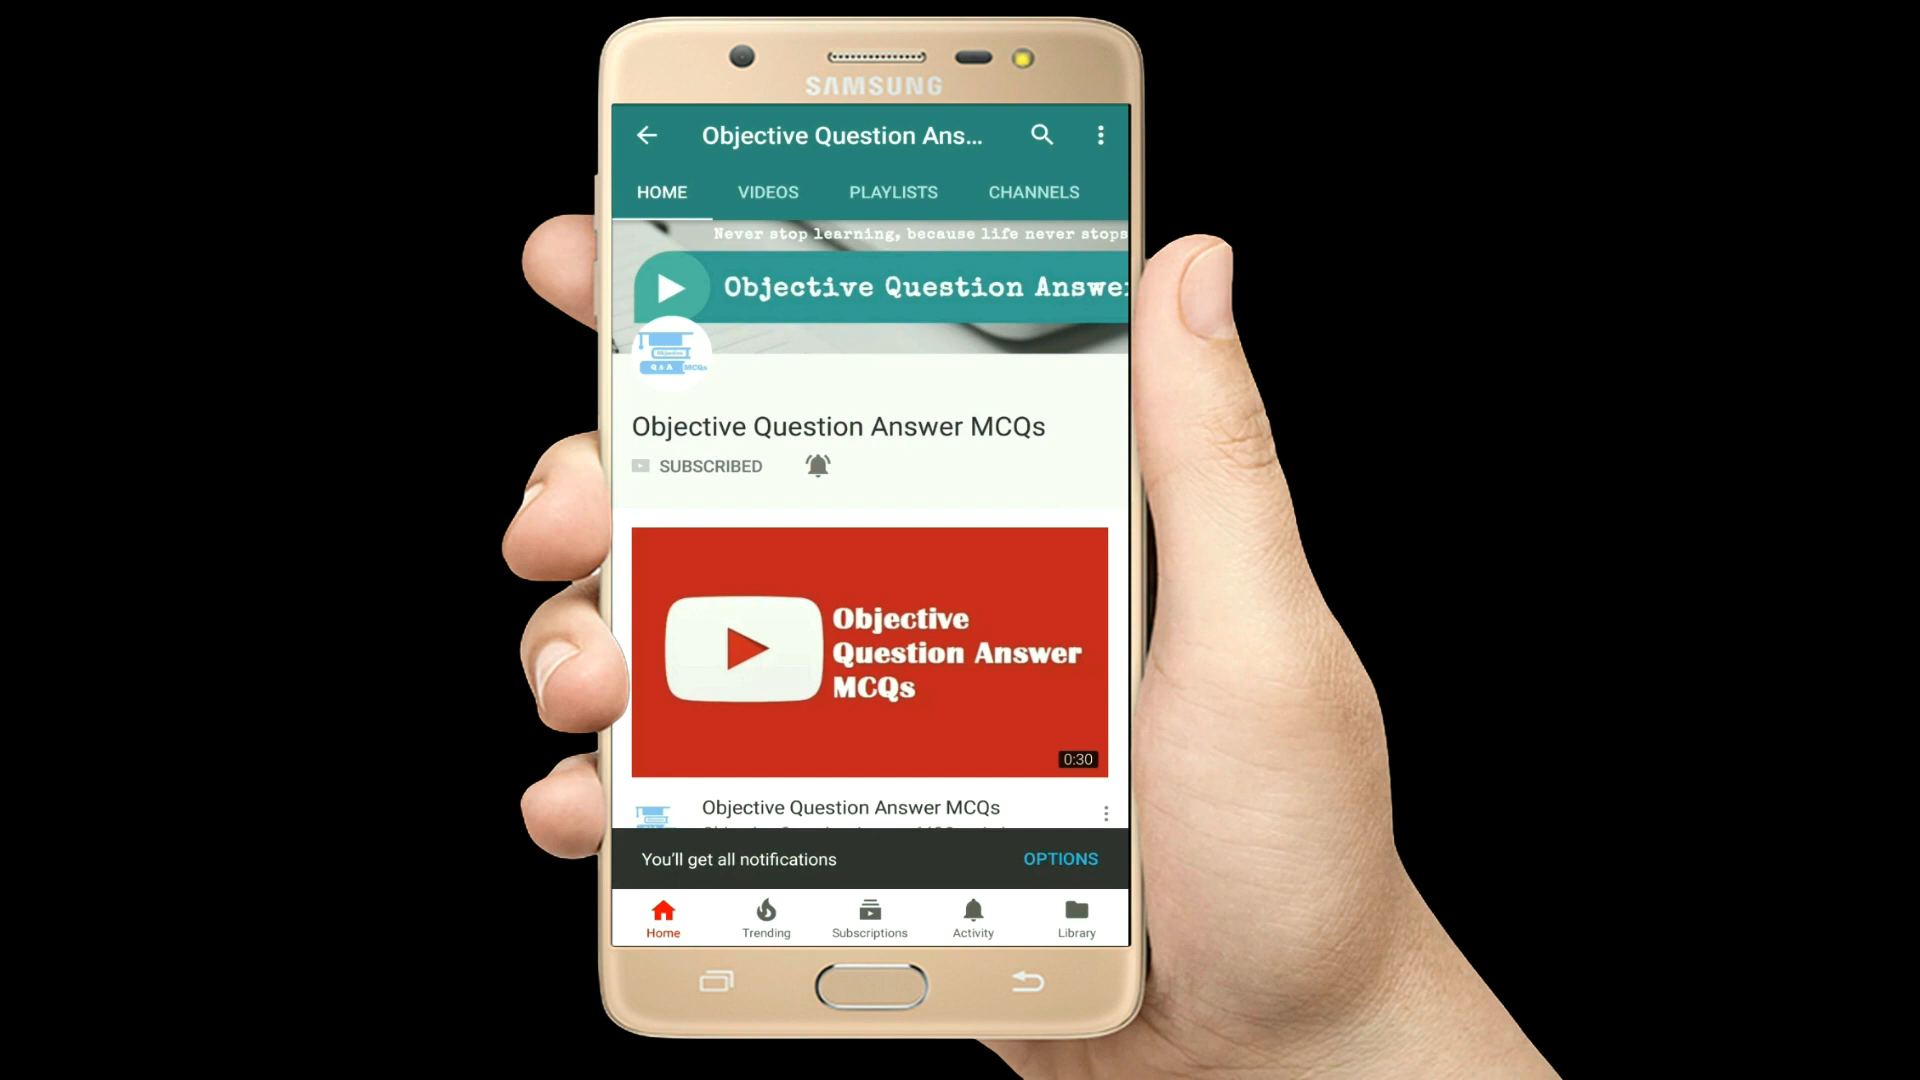 SAMSUNG
Objective Question Ans...
HOME VIDEOS PLAYLISTS CHANNELS
Never stop learning, because life never stops
Objective Question Answe
Objective
Q & A MCQs
Objective Question Answer MCQs
SUBSCRIBED
Objective
Question Answer
MCQs
0:30
Objective Question Answer MCQs
You'll get all notifications OPTIONS
Home Trending Subscriptions Activity Library